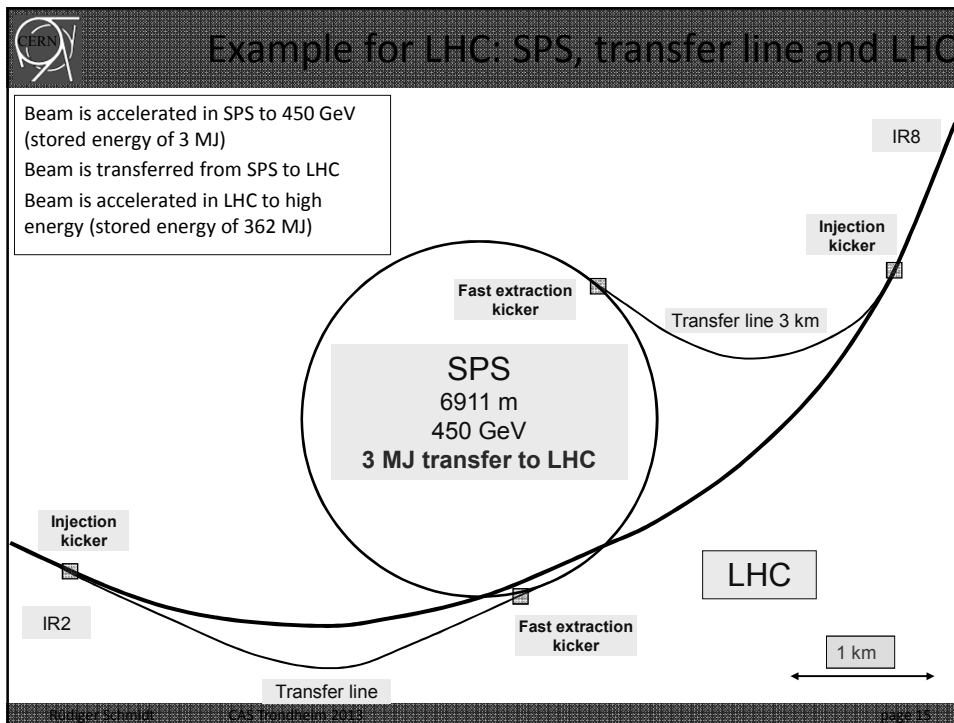 CERN
Example for LHC: SPS, transfer line and LHC
Beam is accelerated in SPS to 450 GeV
(stored energy of 3 MJ)
Beam is transferred from SPS to LHC
Beam is accelerated in LHC to high
energy (stored energy of 362 MJ)
IR8
Injection
kicker
Fast extraction
kicker
Transfer line 3 km
SPS
6911 m
450 GeV
3 MJ transfer to LHC
Injection
kicker
IR2
LHC
Fast extraction
kicker
1 km
Transfer line
Rüdiger Schmidt CAS Trondheim 2013 page 15